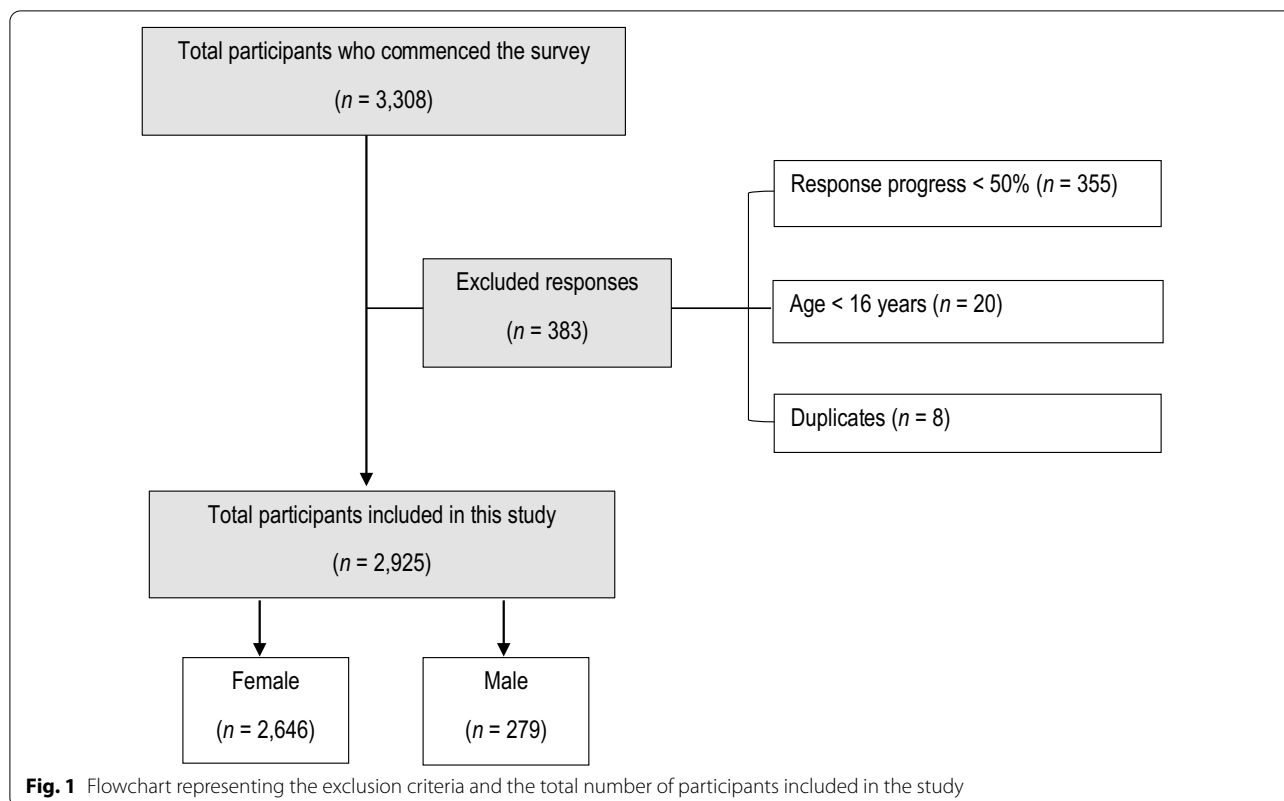 Total participants who commenced the survey
(n = 3,308)
Response progress < 50% (n = 355)
Excluded responses
(n = 383)
Age < 16 years (n = 20)
Duplicates (n = 8)
Total participants included in this study
(n = 2,925)
Female
(n = 2,646)
Male
(n = 279)
Fig. 1 Flowchart representing the exclusion criteria and the total number of participants included in the study